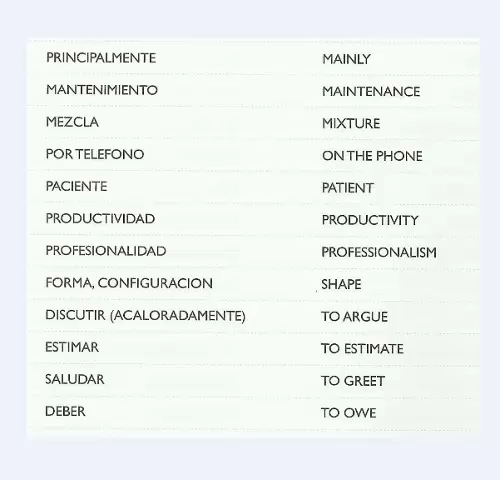 PRINCIPALMENTE MAINLY
MANTENIMIENTO MAINTENANCE
MEZCLA MIXTURE
POR TELEFONO ON THE PHONE
PACIENTE PATIENT
PRODUCTIVIDAD PRODUCTIVITY
PROFESIONALIDAD PROFESSIONALISM
FORMA, CONFIGURACION SHAPE
DISCUTIR (ACALORADAMENTE) TO ARGUE
ESTIMAR TO ESTIMATE
SALUDAR TO GREET
DEBER TO OWE